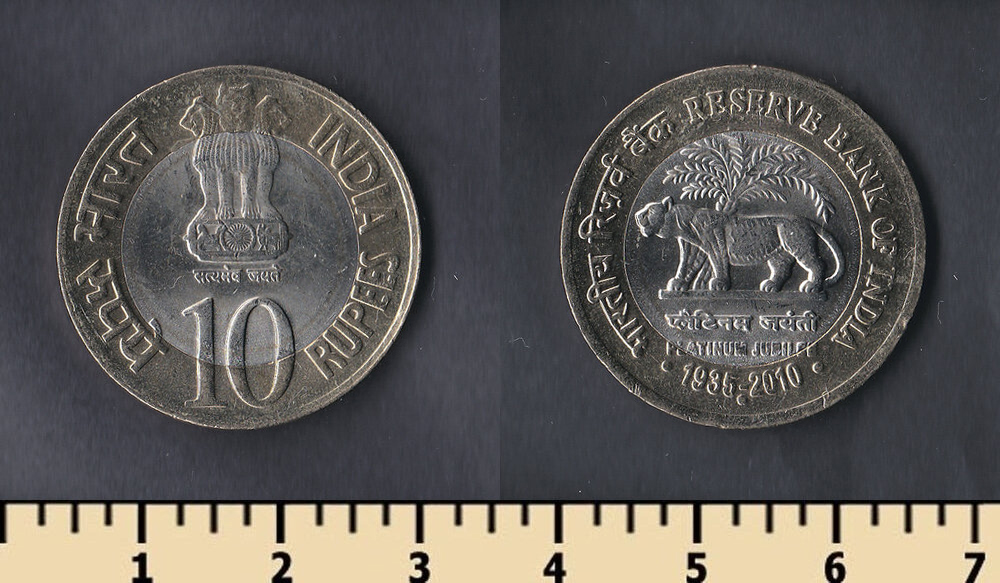 भारत
रुपये
INDIA
RUPEES
सत्यमेव जयते
10
भारतीय रिज़र्व बैंक
RESERVE BANK OF INDIA
प्लेटिनम जयंती
PLATINUM JUBILEE
1935-2010
1 2 3 4 5 6 7